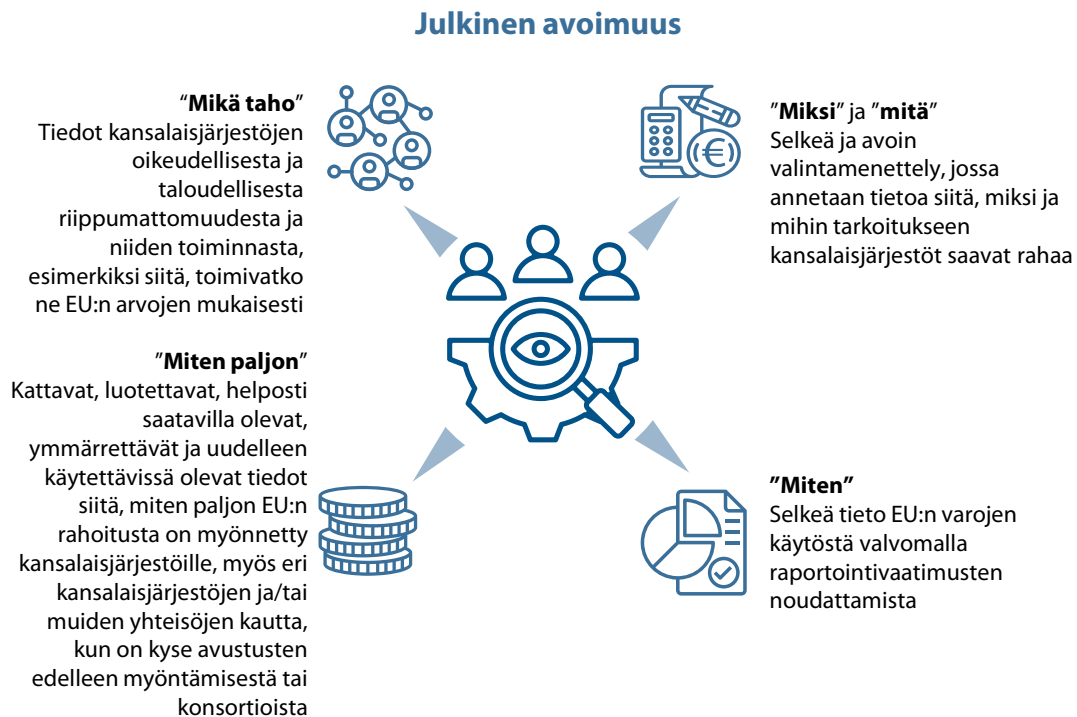 Julkinen avoimuus
“Mikä taho”
Tiedot kansalaisjärjestöjen
oikeudellisesta ja
taloudellisesta
riippumattomuudesta ja
niiden toiminnasta,
esimerkiksi siitä, toimivatko
ne EU:n arvojen mukaisesti
"Miksi" ja "mitä"
Selkeä ja avoin
valintamenettely, jossa
annetaan tietoa siitä, miksi ja
mihin tarkoitukseen
kansalaisjärjestöt saavat rahaa
"Miten paljon"
Kattavat, luotettavat, helposti
saatavilla olevat,
ymmärrettävät ja uudelleen
käytettävissä olevat tiedot
siitä, miten paljon EU:n
rahoitusta on myönnetty
kansalaisjärjestöille, myös eri
kansalaisjärjestöjen ja/tai
muiden yhteisöjen kautta,
kun on kyse avustusten
edelleen myöntämisestä tai
konsortioista
”Miten”
Selkeä tieto EU:n varojen
käytöstä valvomalla
raportointivaatimusten
noudattamista